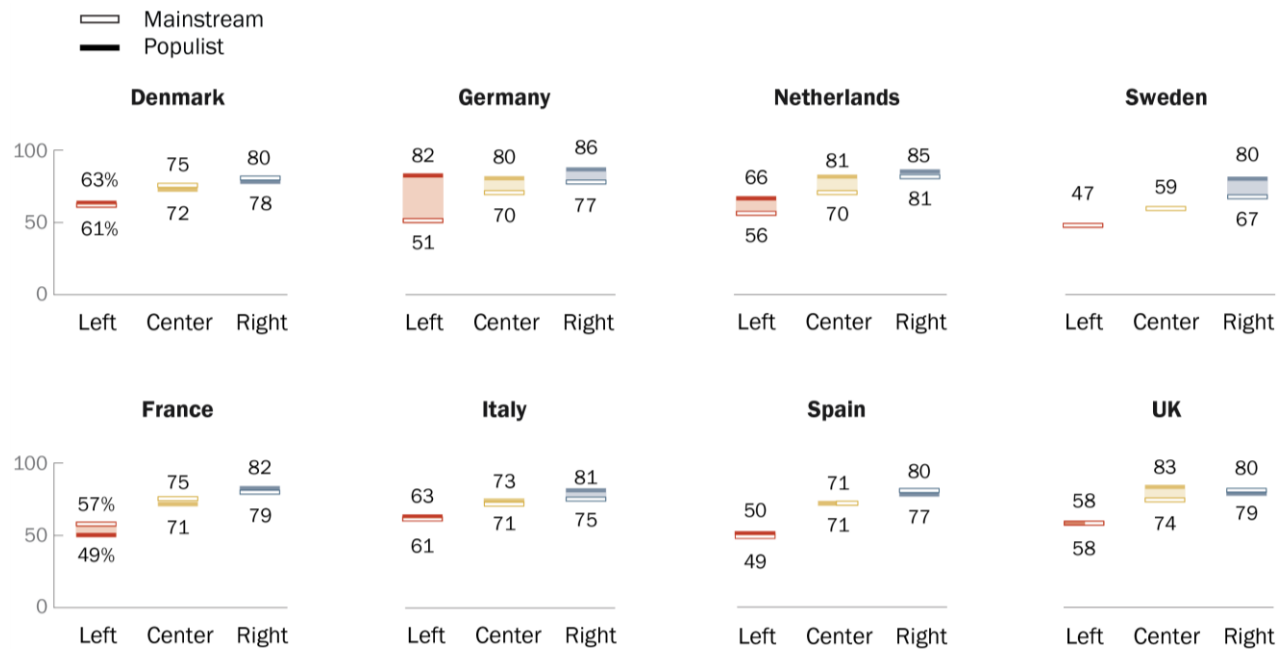 Mainstream
Populist
Denmark Germany Netherlands Sweden
100
50
0
63% 75 80
61% 72 78
82 80 86
51 70 77
66 81 85
56 70 81
47 59 80
67
Left Center Right Left Center Right Left Center Right Left Center Right
France Italy Spain UK
100
50
0
57% 75 82
49% 71 79
63 73 81
61 71 75
50 71 80
49 71 77
58 83 80
58 74 79
Left Center Right Left Center Right Left Center Right Left Center Right